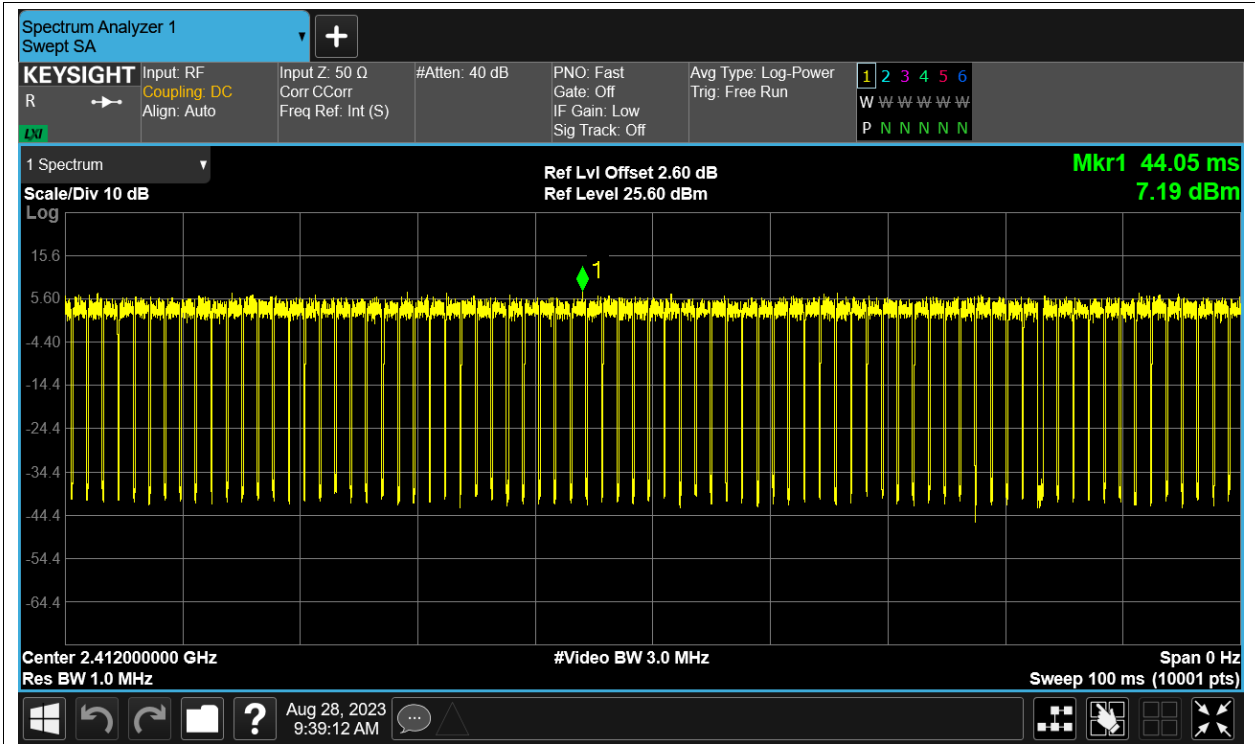 Spectrum Analyzer 1
Swept SA
KEYSIGHT
R
LXI
Input: RF
Coupling: DC
Align: Auto
Input Z: 50 Ω
Corr CCorr
Freq Ref: Int (S)
#Atten: 40 dB
PNO: Fast
Gate: Off
IF Gain: Low
Sig Track: Off
Avg Type: Log-Power
Trig: Free Run
1 2 3 4 5 6
W W W W W W
P N N N N N
1 Spectrum
Scale/Div 10 dB
Ref Lvl Offset 2.60 dB
Ref Level 25.60 dBm
Mkr1 44.05 ms
7.19 dBm
Log
1
15.6
5.60
-4.40
-14.4
-24.4
-34.4
-44.4
-54.4
-64.4
Center 2.412000000 GHz
Res BW 1.0 MHz
#Video BW 3.0 MHz
Span 0 Hz
Sweep 100 ms (10001 pts)
?
Aug 28, 2023
9:39:12 AM